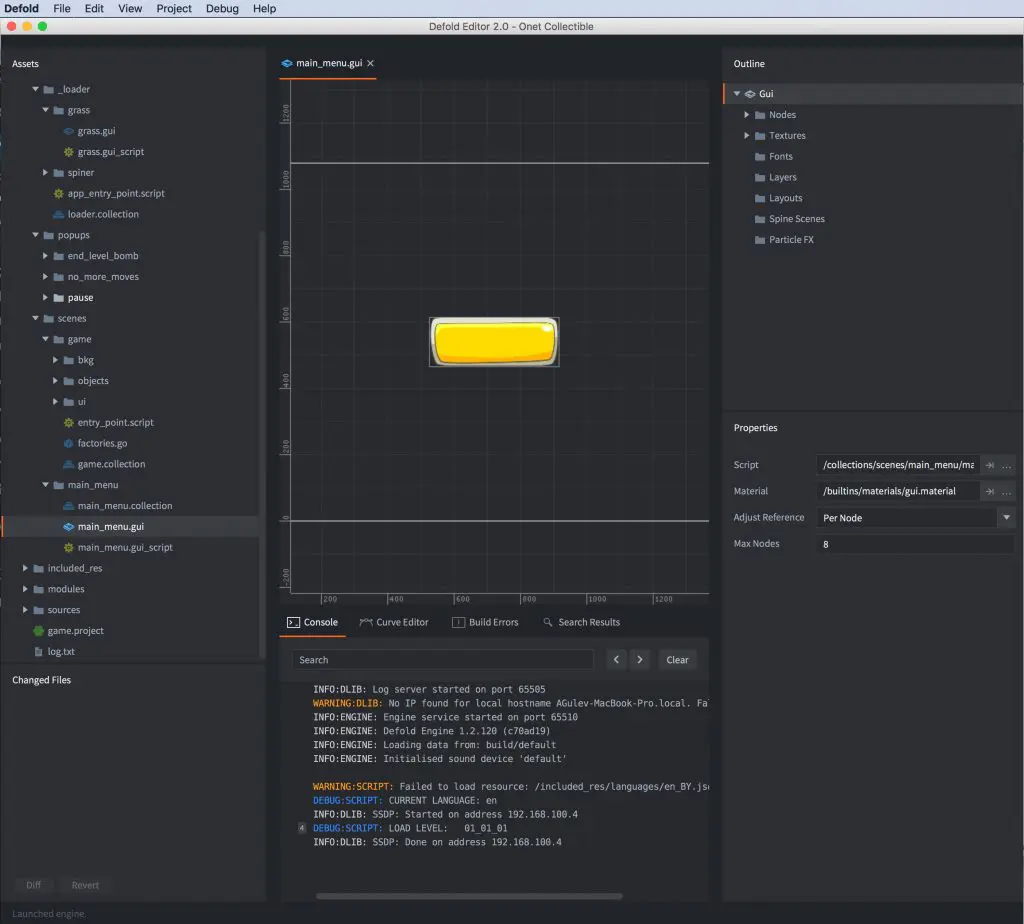 Defold File Edit View Project Debug Help
Defold Editor 2.0 - Onet Collectible
Assets
_loader
grass
grass.gui
grass.gui_script
spiner
app_entry_point.script
loader.collection
popups
end_level_bomb
no_more_moves
pause
scenes
game
bkg
objects
ui
entry_point.script
factories.go
game.collection
main_menu
main_menu.collection
main_menu.gui
main_menu.gui_script
included_res
modules
sources
game.project
log.txt
Changed Files
Diff Revert
Launched engine.
main_menu.gui
1200
1000
800
600
400
200
0
-200
200 400 600 800 1000 1200
Console Curve Editor Build Errors Search Results
Search Clear
INFO:DLIB: Log server started on port 65505
WARNING:DLIB: No IP found for local hostname AGulev-MacBook-Pro.local. Fa
INFO:ENGINE: Engine service started on port 65510
INFO:ENGINE: Defold Engine 1.2.120 (c70ad19)
INFO:ENGINE: Loading data from: build/default
INFO:ENGINE: Initialised sound device 'default'
WARNING:SCRIPT: Failed to load resource: /included_res/languages/en_BY.jso
DEBUG:SCRIPT: CURRENT LANGUAGE: en
INFO:DLIB: SSDP: Started on address 192.168.100.4
4 DEBUG:SCRIPT: LOAD LEVEL: 01_01_01
INFO:DLIB: SSDP: Done on address 192.168.100.4
Outline
Gui
Nodes
Textures
Fonts
Layers
Layouts
Spine Scenes
Particle FX
Properties
Script /collections/scenes/main_menu/ma ...
Material /builtins/materials/gui.material ...
Adjust Reference Per Node
Max Nodes 8